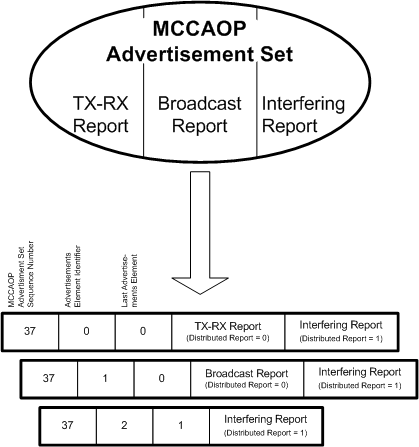 MCCAOP
Advertisement Set
TX-RX Report
Broadcast Report
Interfering Report
MCCAOP Advertisement Set Sequence Number
Advertisements Element Identifier
Last Advertise-ments Element
37 0 0 TX-RX Report (Distributed Report = 0) Interfering Report (Distributed Report = 1)
37 1 0 Broadcast Report (Distributed Report = 0) Interfering Report (Distributed Report = 1)
37 2 1 Interfering Report (Distributed Report = 1)